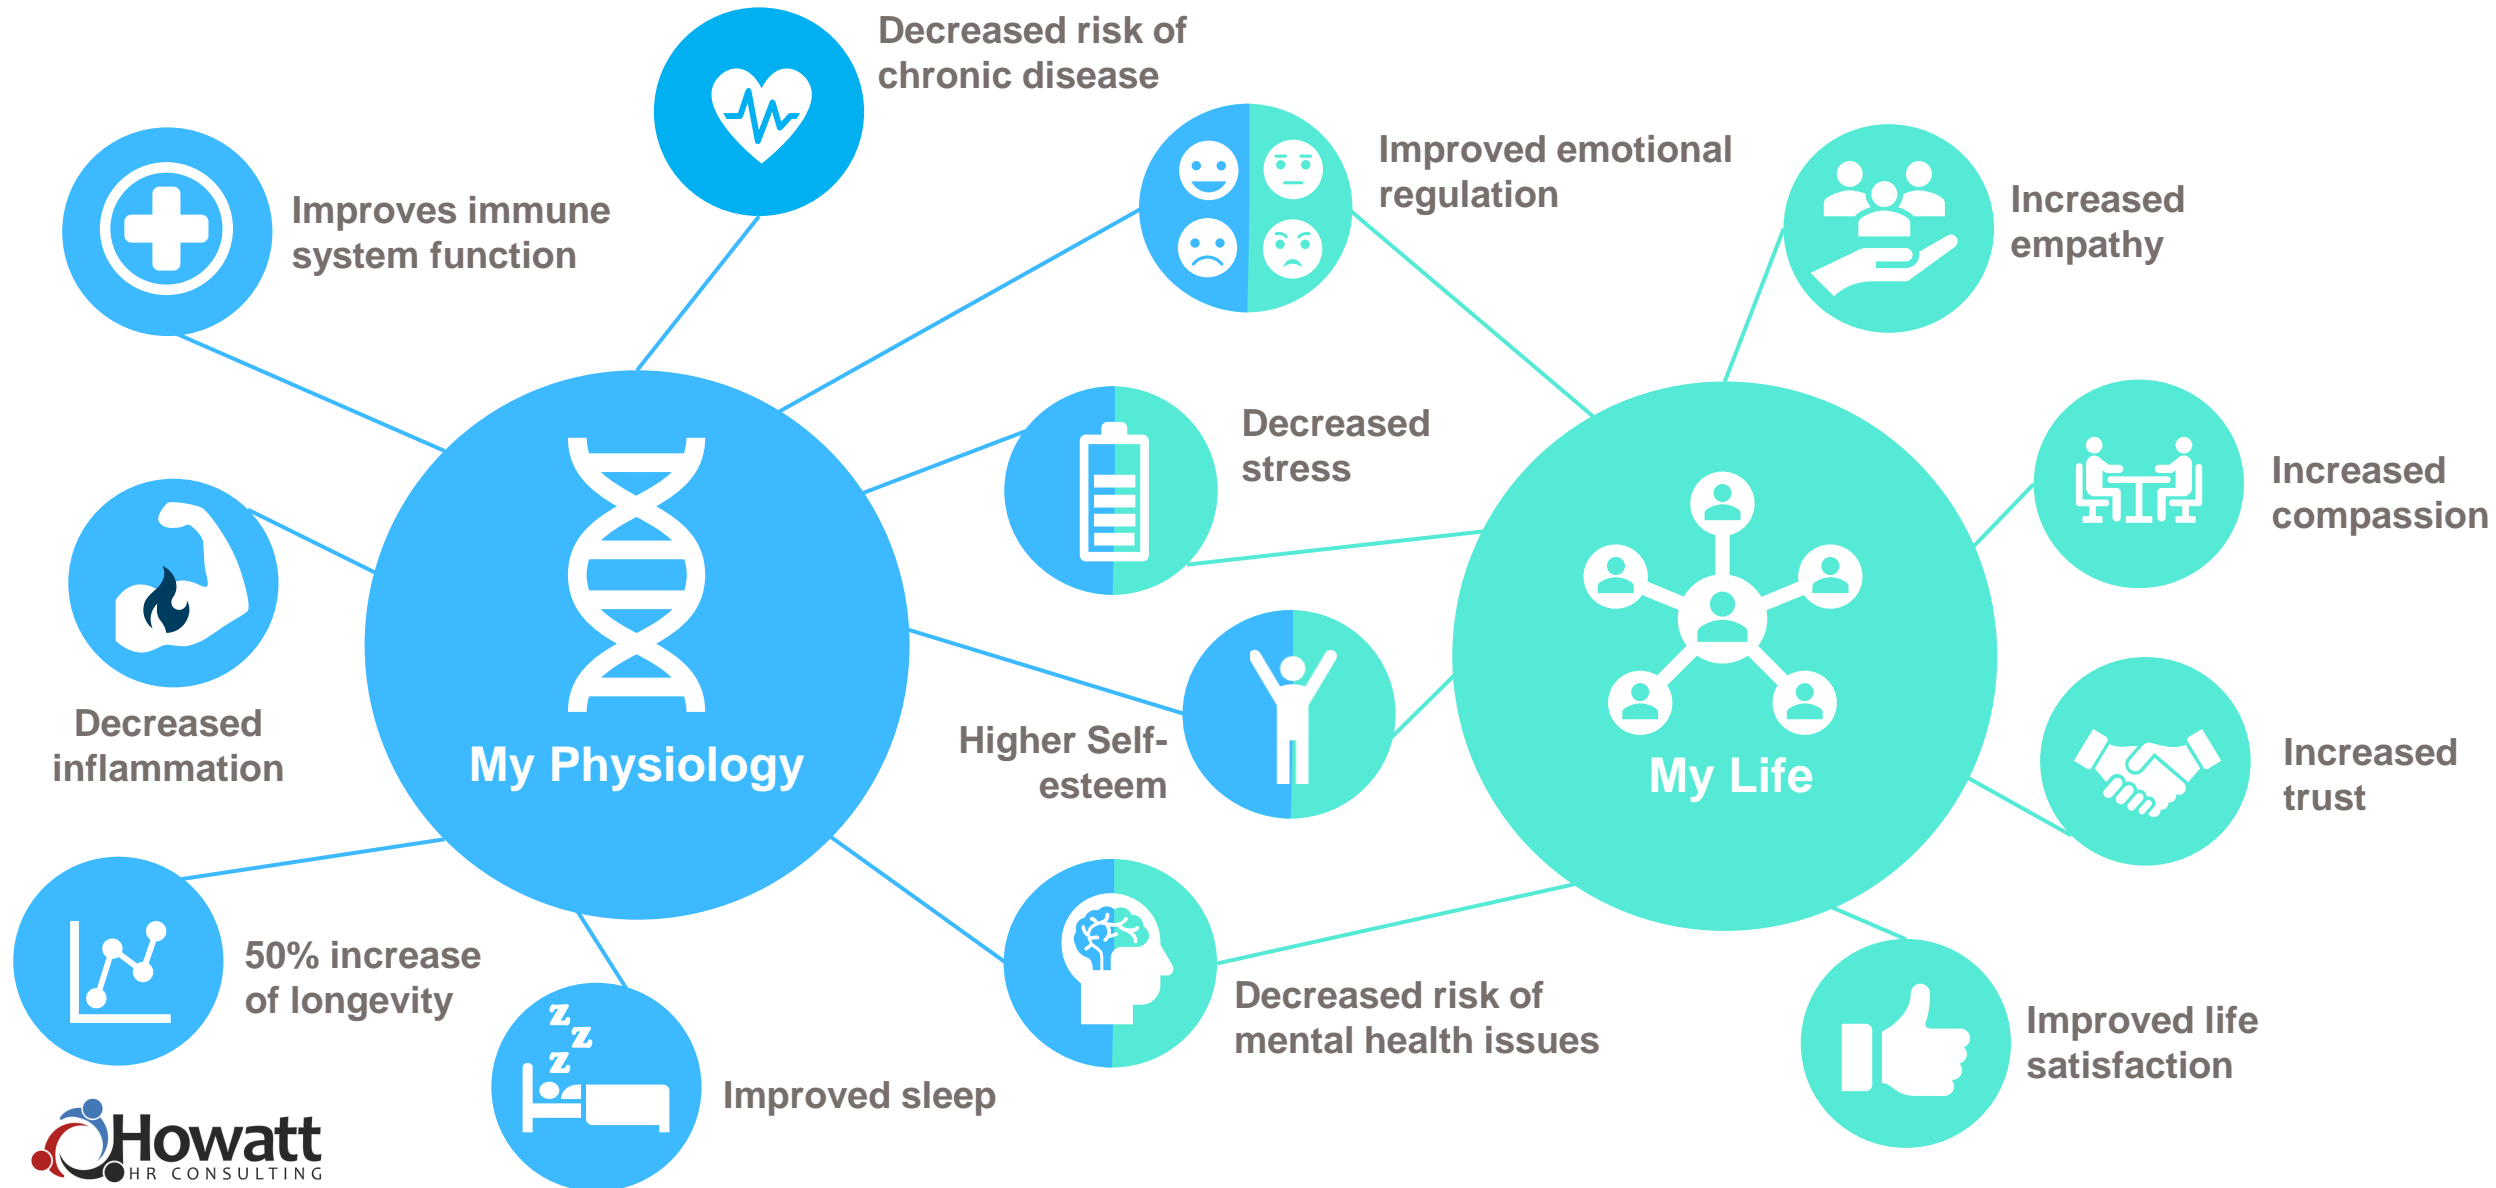 Decreased risk of
chronic disease
Improved emotional
regulation
Improves immune
system function
Increased
empathy
Decreased
stress
Increased
compassion
Decreased
inflammation
My Physiology
Higher Self-
esteem
My Life
Increased
trust
50% increase
of longevity
Decreased risk of
mental health issues
Improved life
satisfaction
Improved sleep
z
z
z
Howatt
HR CONSULTING